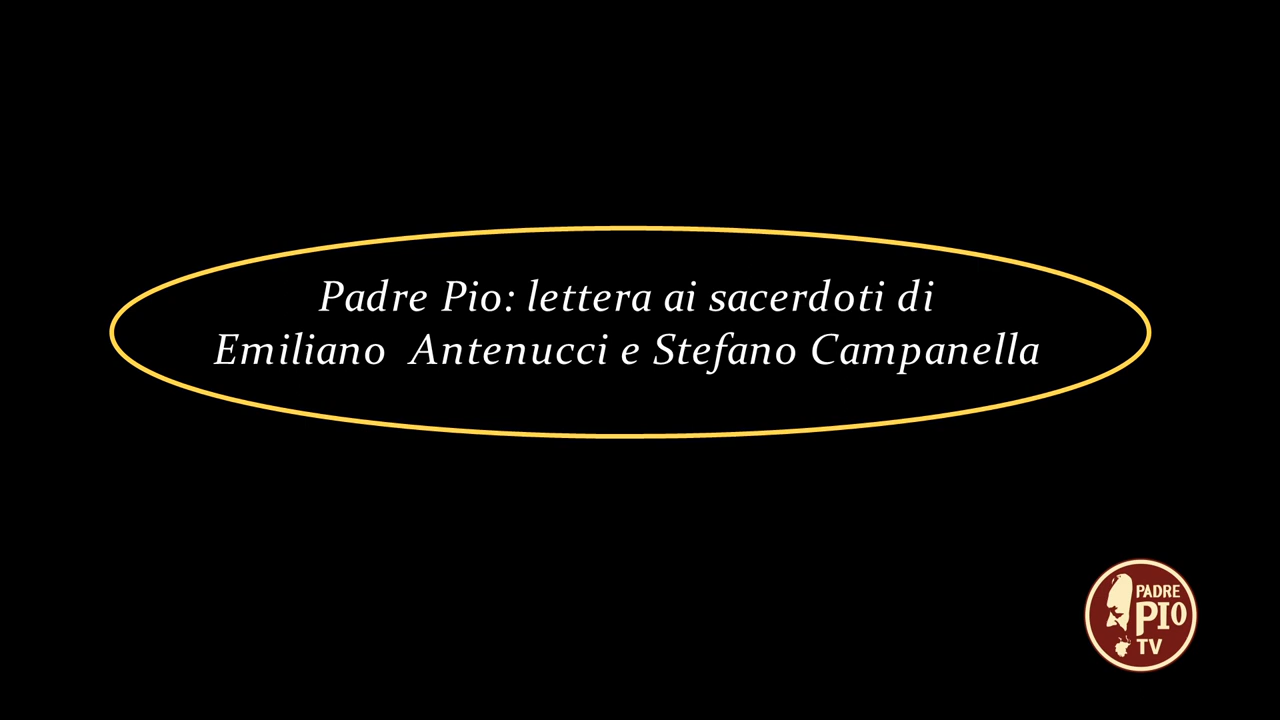 Padre Pio: lettera ai sacerdoti di
Emiliano  Antenucci e Stefano Campanella
PADRE
PIO
TV